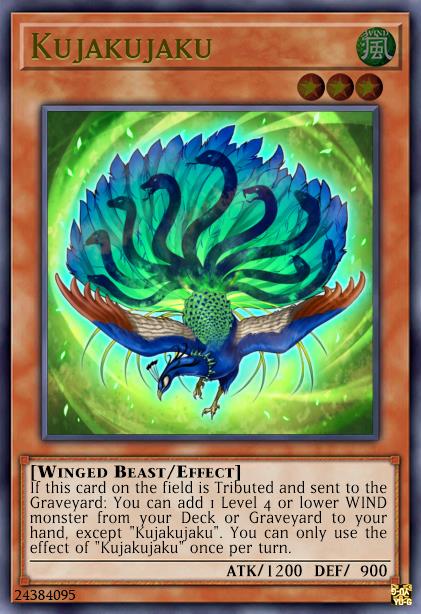 KUJAKUJAKU
WIND
風
[WINGED BEAST/EFFECT]
If this card on the field is Tributed and sent to the
Graveyard: You can add 1 Level 4 or lower WIND
monster from your Deck or Graveyard to your
hand, except "Kujakujaku". You can only use the
effect of "Kujakujaku" once per turn.
ATK/1200 DEF/ 900
24384095